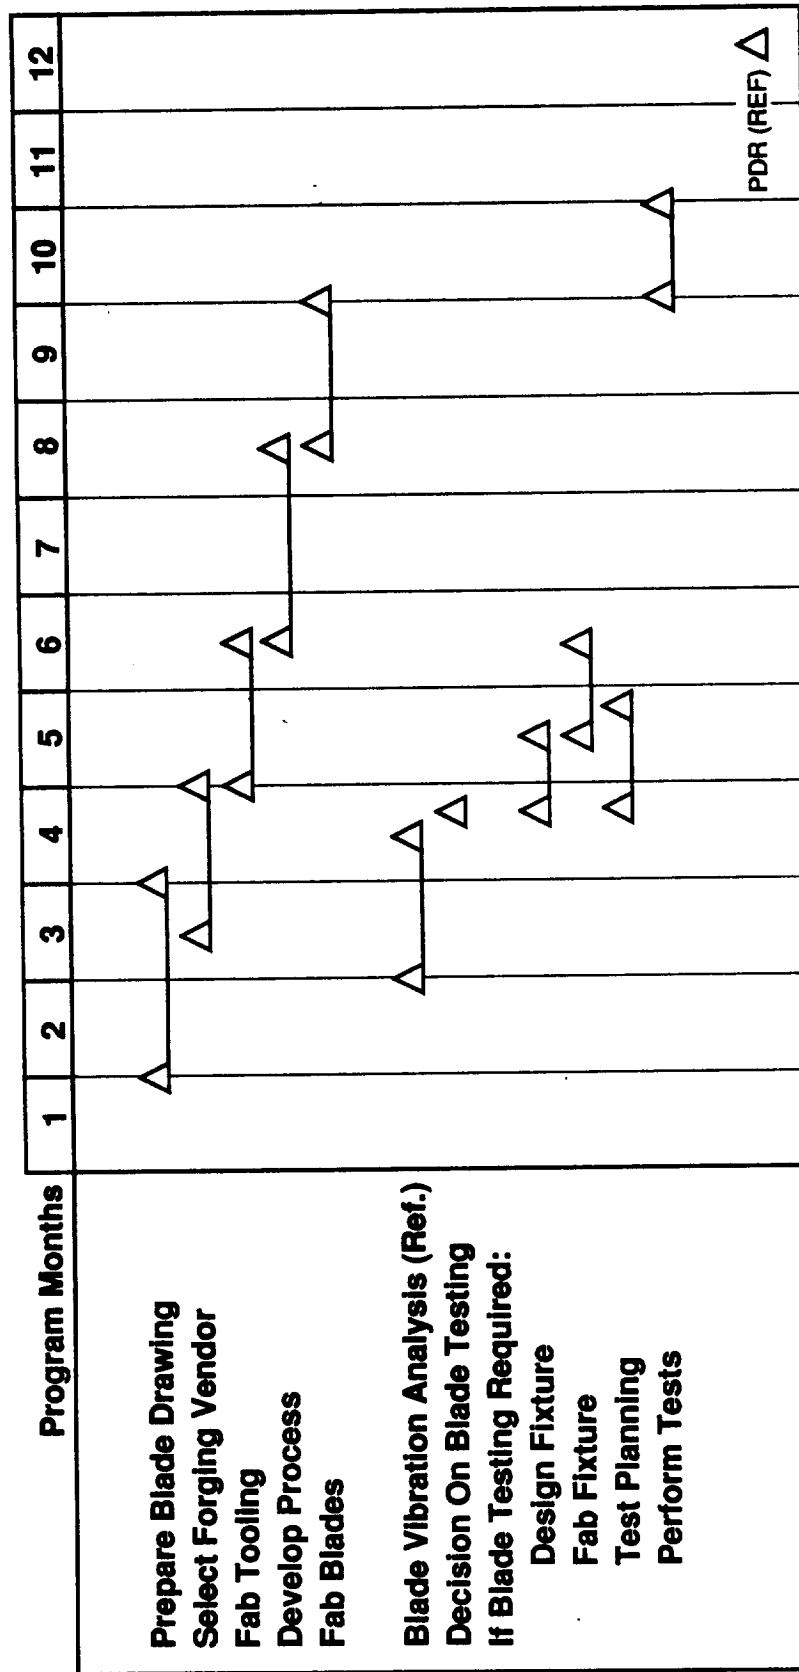 Program Months 1 2 3 4 5 6 7 8 9 10 11 12
Prepare Blade Drawing
Select Forging Vendor
Fab Tooling
Develop Process
Fab Blades
Blade Vibration Analysis (Ref.)
Decision On Blade Testing
If Blade Testing Required:
Design Fixture
Fab Fixture
Test Planning
Perform Tests
PDR (REF)